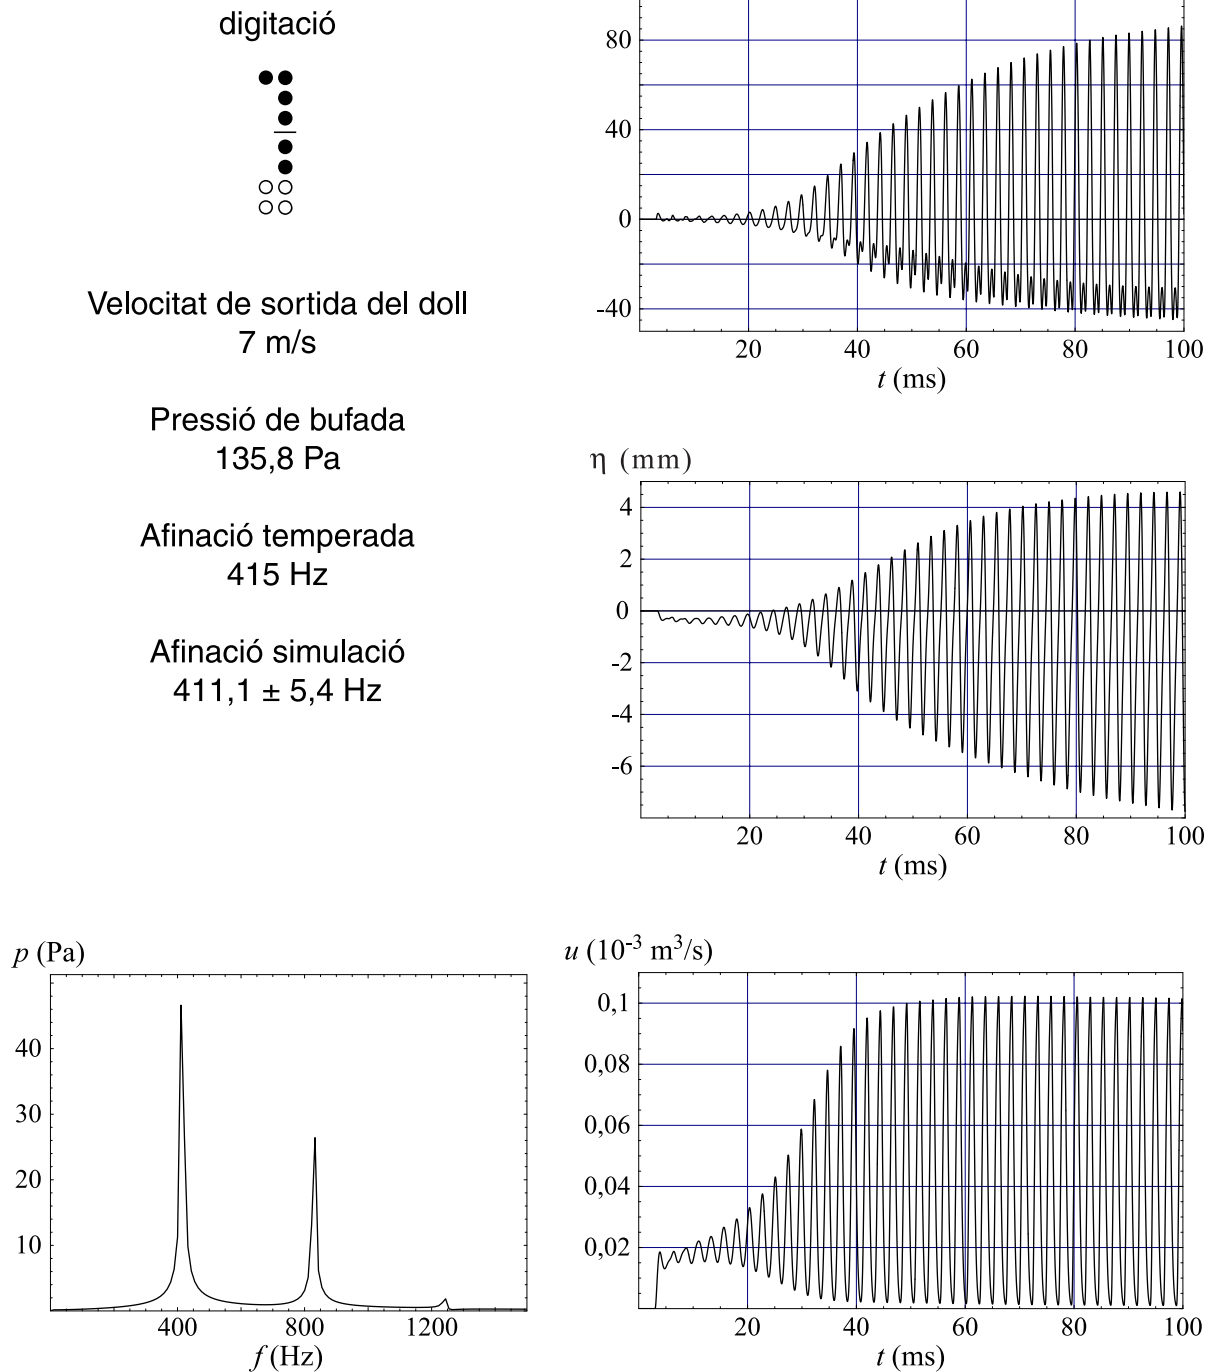 digitació
Velocitat de sortida del doll
7 m/s
Pressió de bufada
135,8 Pa
Afinació temperada
415 Hz
Afinació simulació
411,1 ± 5,4 Hz
80
40
0
-40
20 40 60 80 100
t (ms)
η (mm)
4
2
0
-2
-4
-6
20 40 60 80 100
t (ms)
p (Pa)
40
30
20
10
400 800 1200
f (Hz)
u (10⁻³ m³/s)
0,1
0,08
0,06
0,04
0,02
20 40 60 80 100
t (ms)